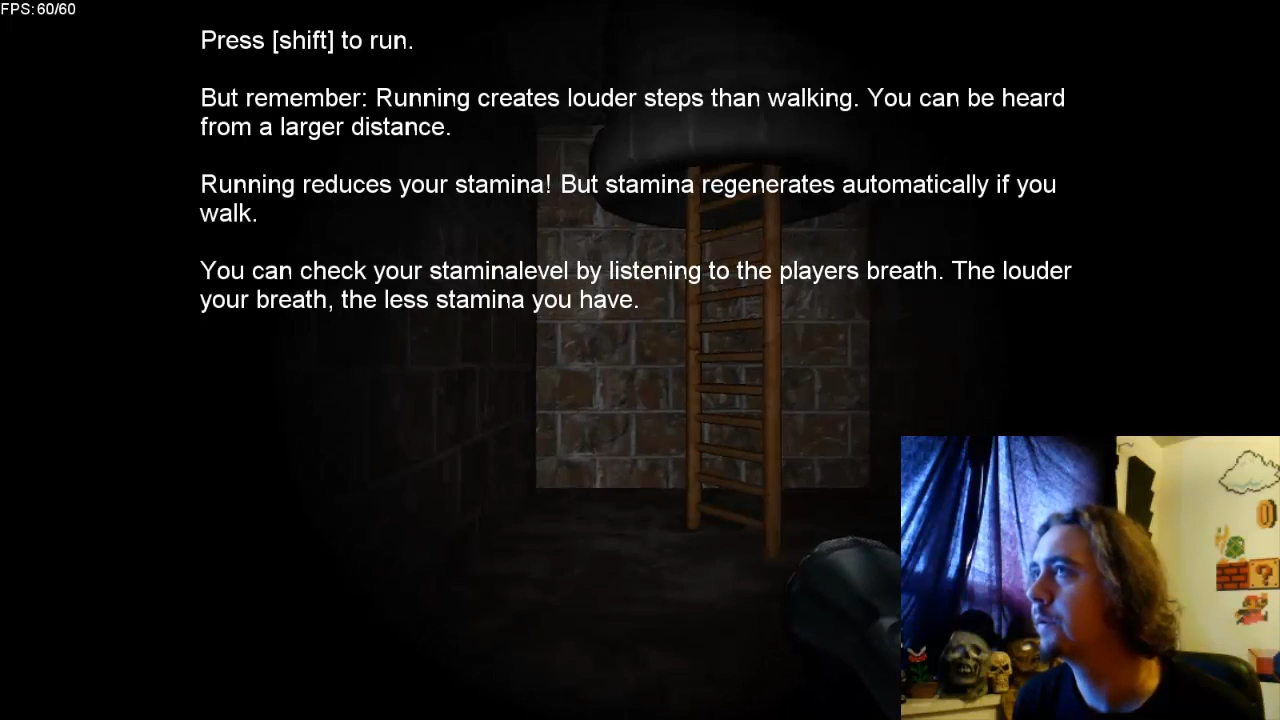 FPS: 60/60
Press [shift] to run.
But remember: Running creates louder steps than walking. You can be heard
from a larger distance.
Running reduces your stamina! But stamina regenerates automatically if you
walk.
You can check your staminalevel by listening to the players breath. The louder
your breath, the less stamina you have.
?